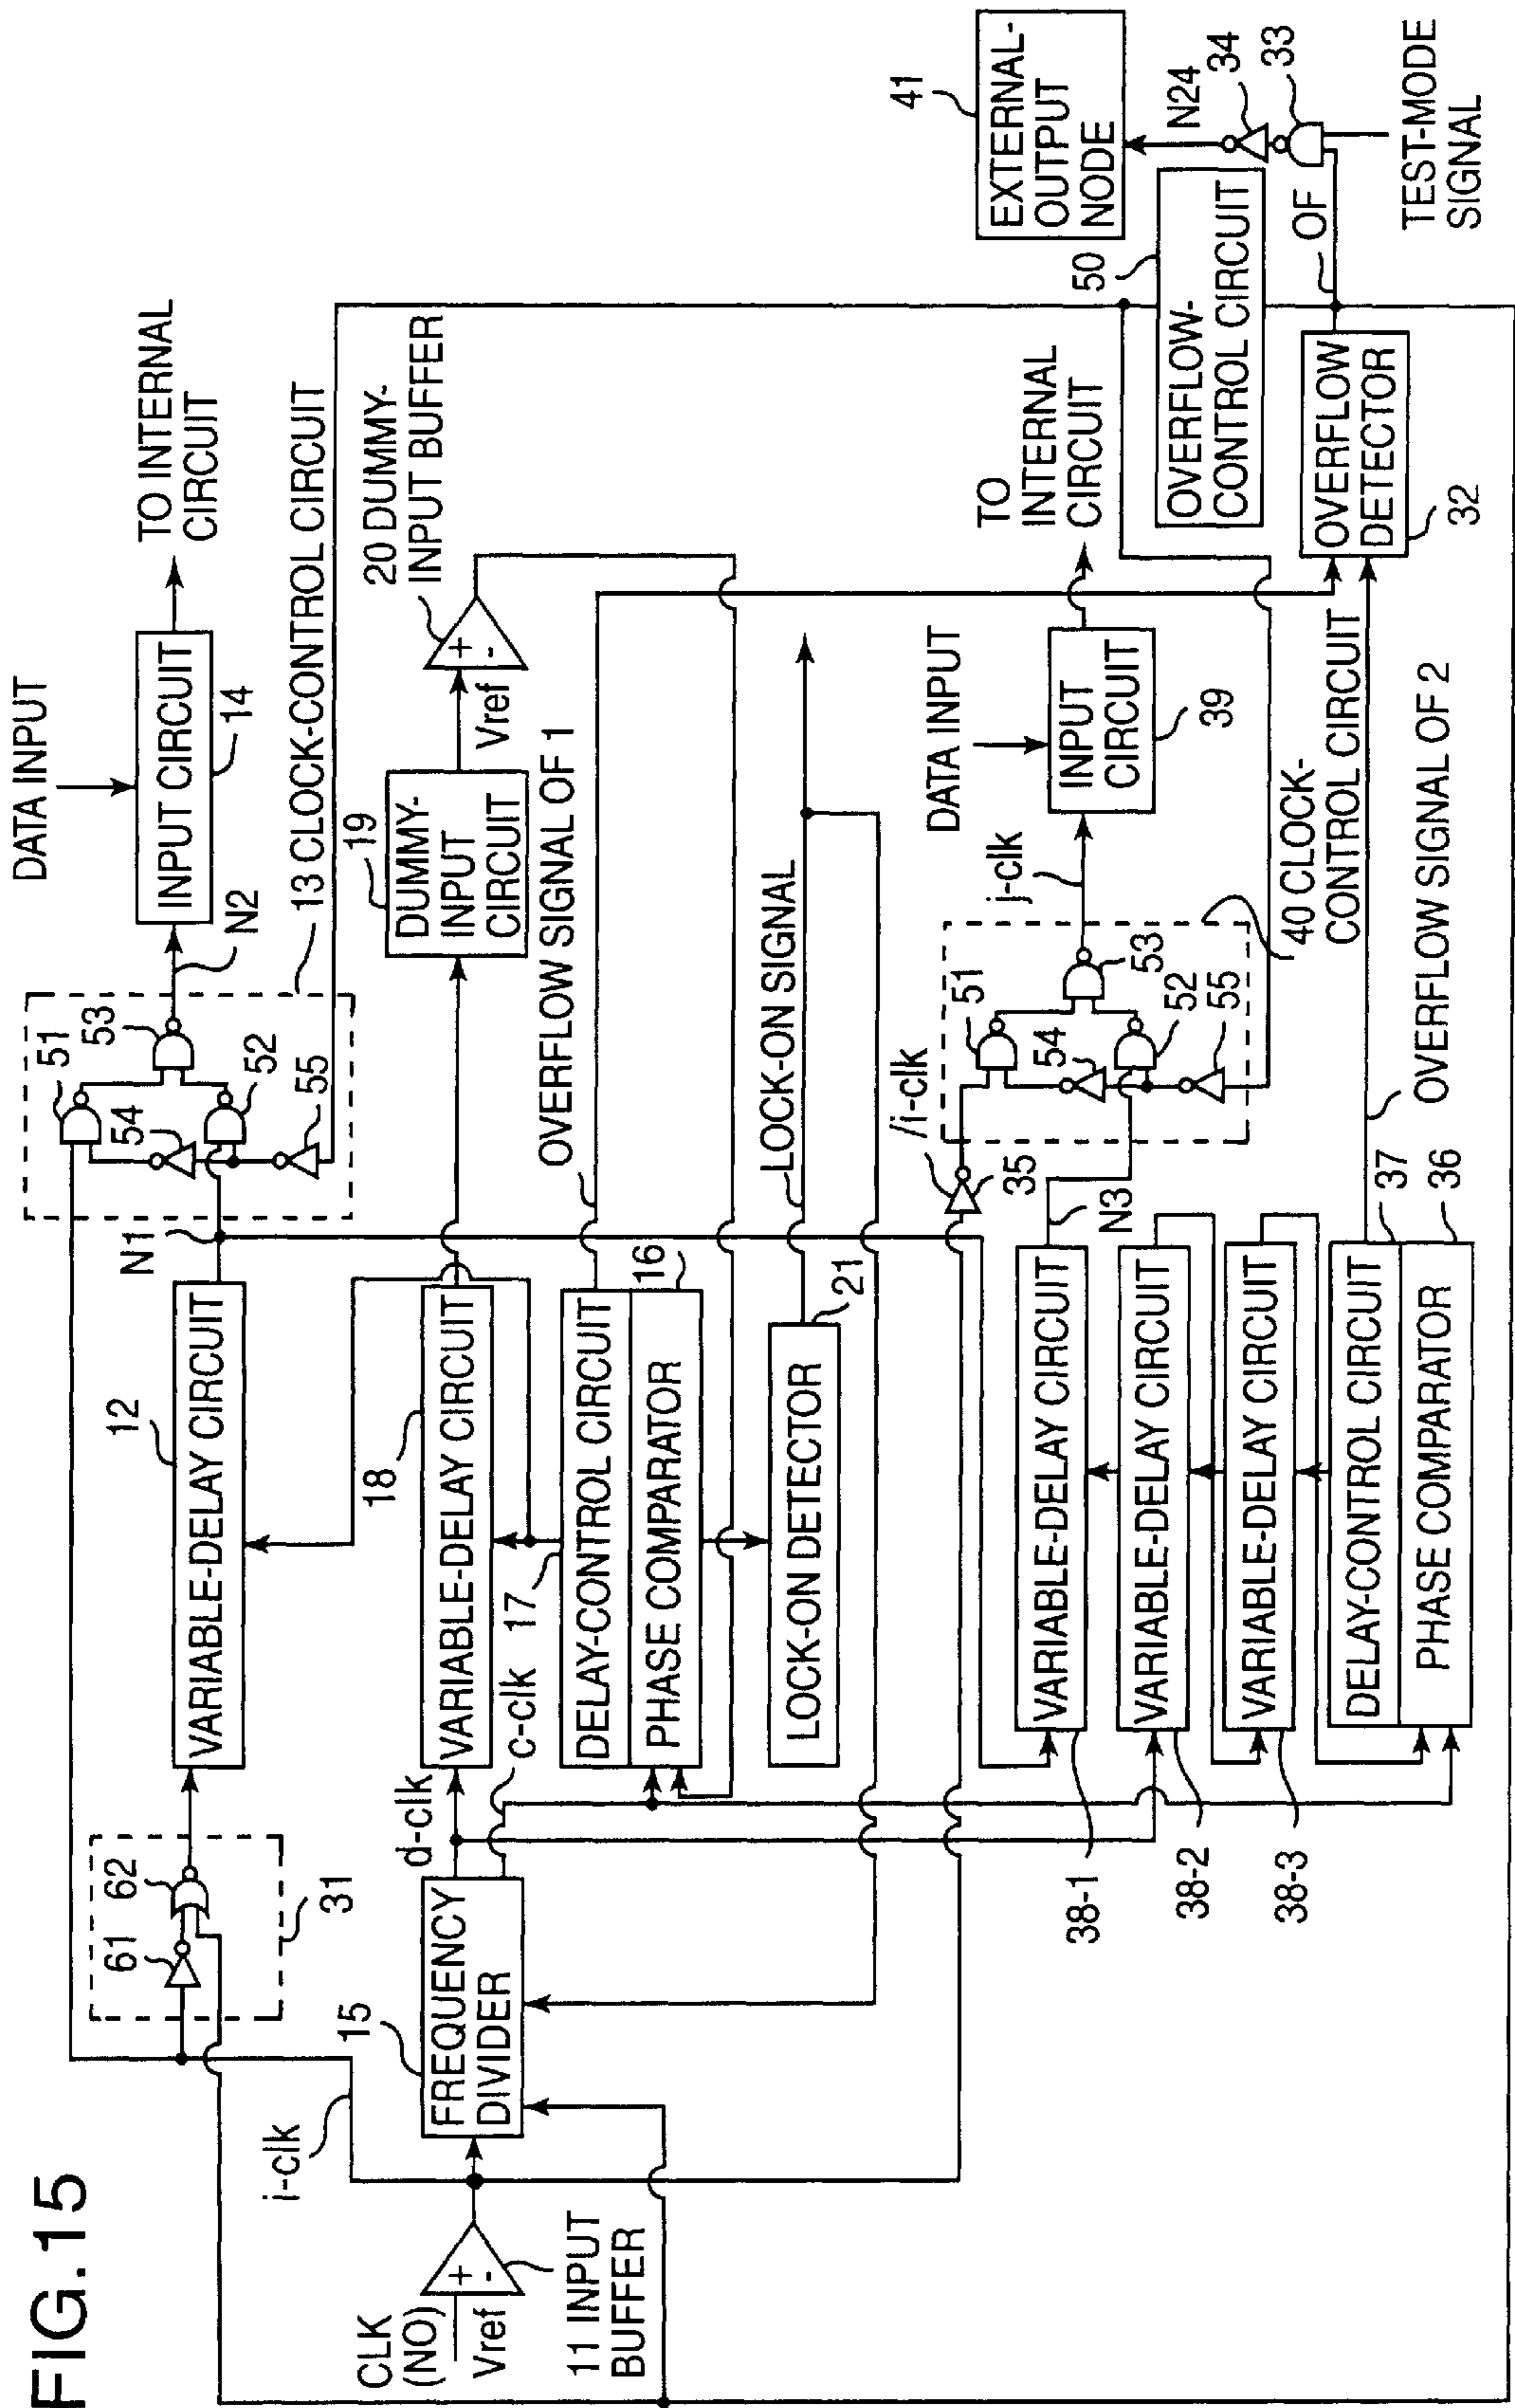 FIG.15
DATA INPUT
TO INTERNAL
CIRCUIT
INPUT CIRCUIT
14
N2
13 CLOCK-CONTROL CIRCUIT
51
53
54
52
55
N1
12
VARIABLE-DELAY CIRCUIT
31
61
62
i-clk
CLK
(NO)
Vref
11 INPUT
BUFFER
15
FREQUENCY
DIVIDER
d-clk
c-clk
18
VARIABLE-DELAY CIRCUIT
17
DELAY-CONTROL CIRCUIT
16
PHASE COMPARATOR
21
LOCK-ON DETECTOR
19
DUMMY-
INPUT
CIRCUIT
Vref
20 DUMMY-
INPUT BUFFER
OVERFLOW SIGNAL OF 1
LOCK-ON SIGNAL
/i-clk
35
N3
51
54
53
52
55
j-clk
DATA INPUT
INPUT
CIRCUIT
39
TO
INTERNAL
CIRCUIT
40 CLOCK-
CONTROL CIRCUIT
VARIABLE-DELAY CIRCUIT
38-1
VARIABLE-DELAY CIRCUIT
38-2
VARIABLE-DELAY CIRCUIT
38-3
DELAY-CONTROL CIRCUIT
37
PHASE COMPARATOR
36
OVERFLOW SIGNAL OF 2
OVERFLOW
DETECTOR
32
OVERFLOW-
CONTROL CIRCUIT
50
OF
41
EXTERNAL-
OUTPUT
NODE
N24
34
33
TEST-MODE
SIGNAL